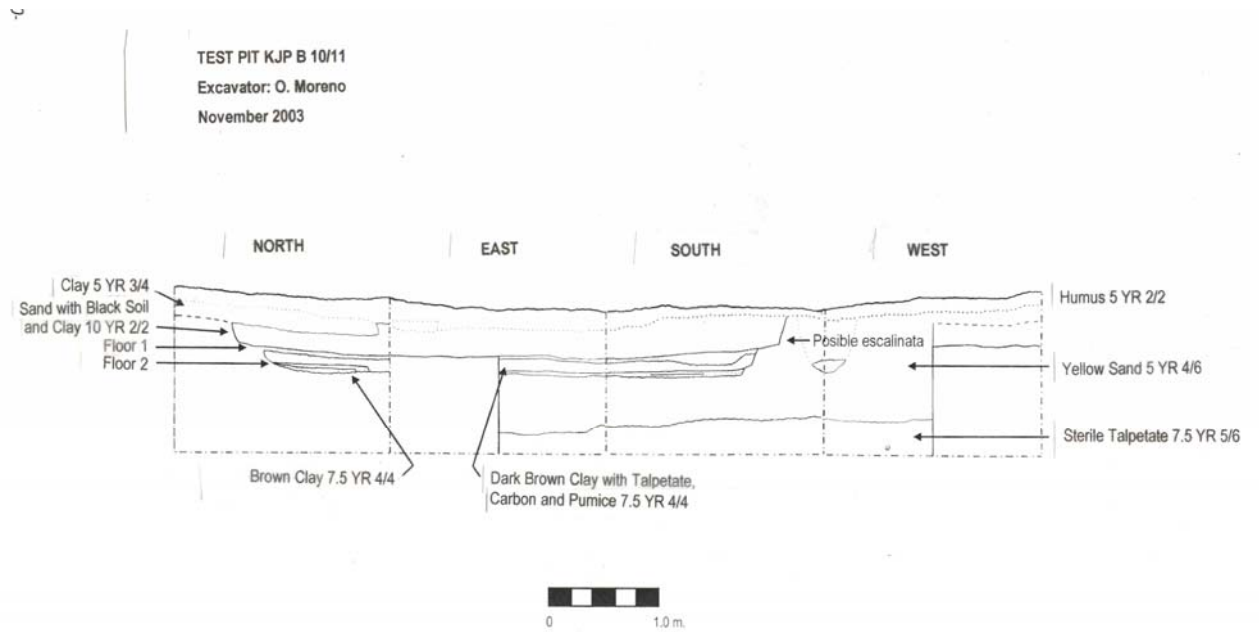 TEST PIT KJP B 10/11
Excavator: O. Moreno
November 2003
NORTH
EAST
SOUTH
WEST
Clay 5 YR 3/4
Sand with Black Soil
and Clay 10 YR 2/2
Floor 1
Floor 2
Humus 5 YR 2/2
Posible escalinata
Yellow Sand 5 YR 4/6
Sterile Talpetate 7.5 YR 5/6
Brown Clay 7.5 YR 4/4
Dark Brown Clay with Talpetate,
Carbon and Pumice 7.5 YR 4/4
0
1.0 m.